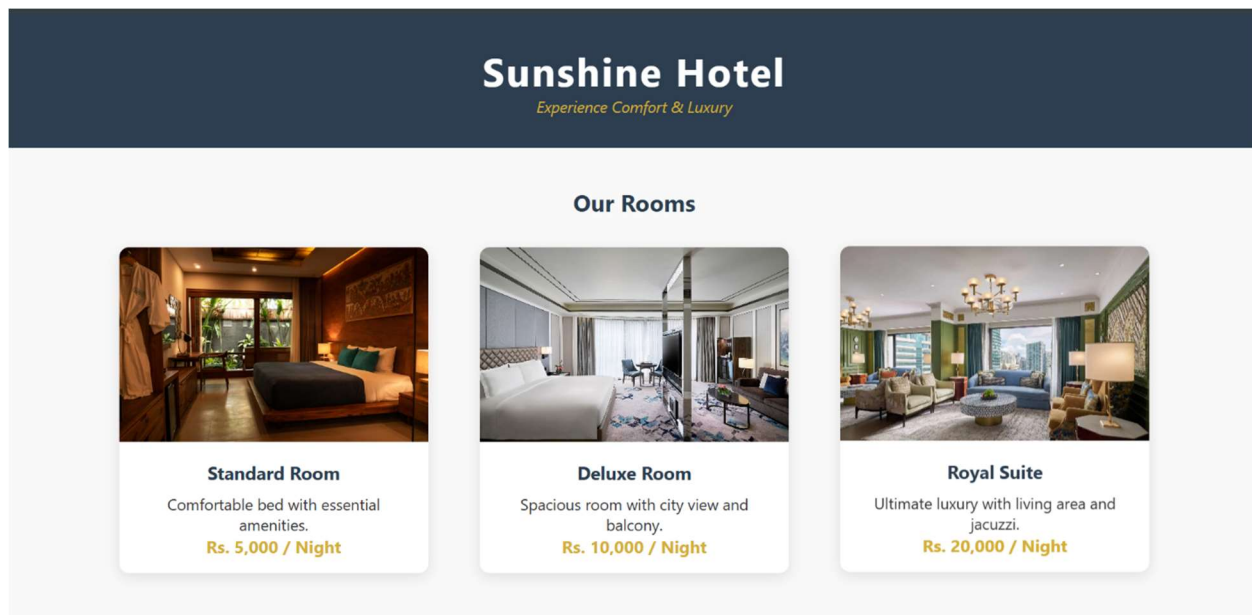 Sunshine Hotel
Experience Comfort & Luxury
Our Rooms
Standard Room
Comfortable bed with essential
amenities.
Rs. 5,000 / Night
Deluxe Room
Spacious room with city view and
balcony.
Rs. 10,000 / Night
Royal Suite
Ultimate luxury with living area and
jacuzzi.
Rs. 20,000 / Night